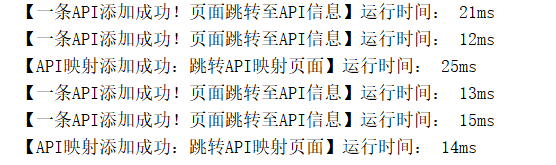 【一条API添加成功！页面跳转至API信息】运行时间： 21ms
【一条API添加成功！页面跳转至API信息】运行时间： 12ms
【API映射添加成功：跳转API映射页面】运行时间： 25ms
【一条API添加成功！页面跳转至API信息】运行时间： 13ms
【一条API添加成功！页面跳转至API信息】运行时间： 15ms
【API映射添加成功：跳转API映射页面】运行时间： 14ms